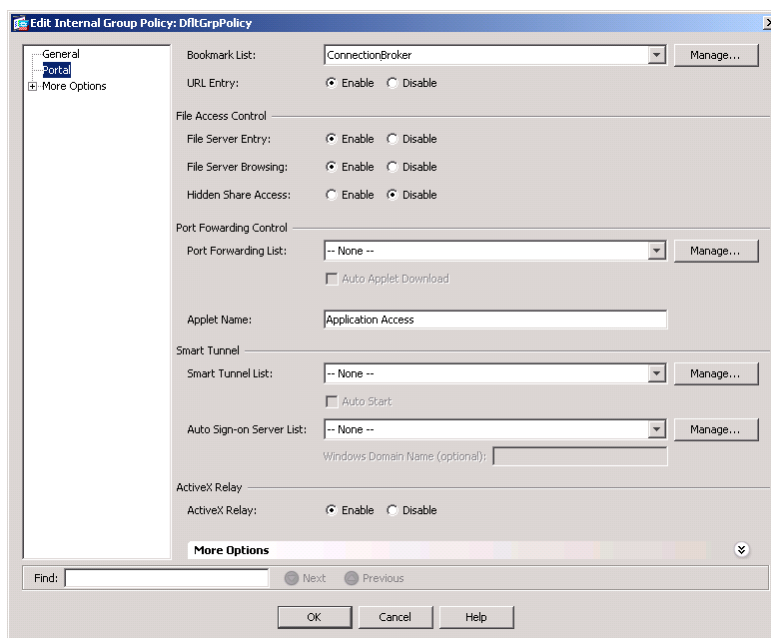 Edit Internal Group Policy: DfltGrpPolicy
General
Portal
More Options
Bookmark List: ConnectionBroker Manage...
URL Entry: Enable Disable
File Access Control
File Server Entry: Enable Disable
File Server Browsing: Enable Disable
Hidden Share Access: Enable Disable
Port Fowarding Control
Port Forwarding List: -- None -- Manage...
Auto Applet Download
Applet Name: Application Access
Smart Tunnel
Smart Tunnel List: -- None -- Manage...
Auto Start
Auto Sign-on Server List: -- None -- Manage...
Windows Domain Name (optional):
ActiveX Relay
ActiveX Relay: Enable Disable
More Options
Find: Next Previous
OK Cancel Help